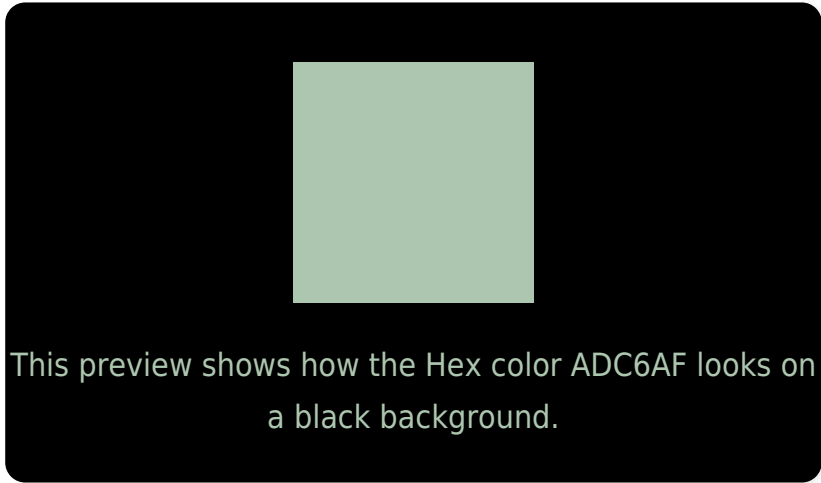 This preview shows how the Hex color ADC6AF looks on
a black background.